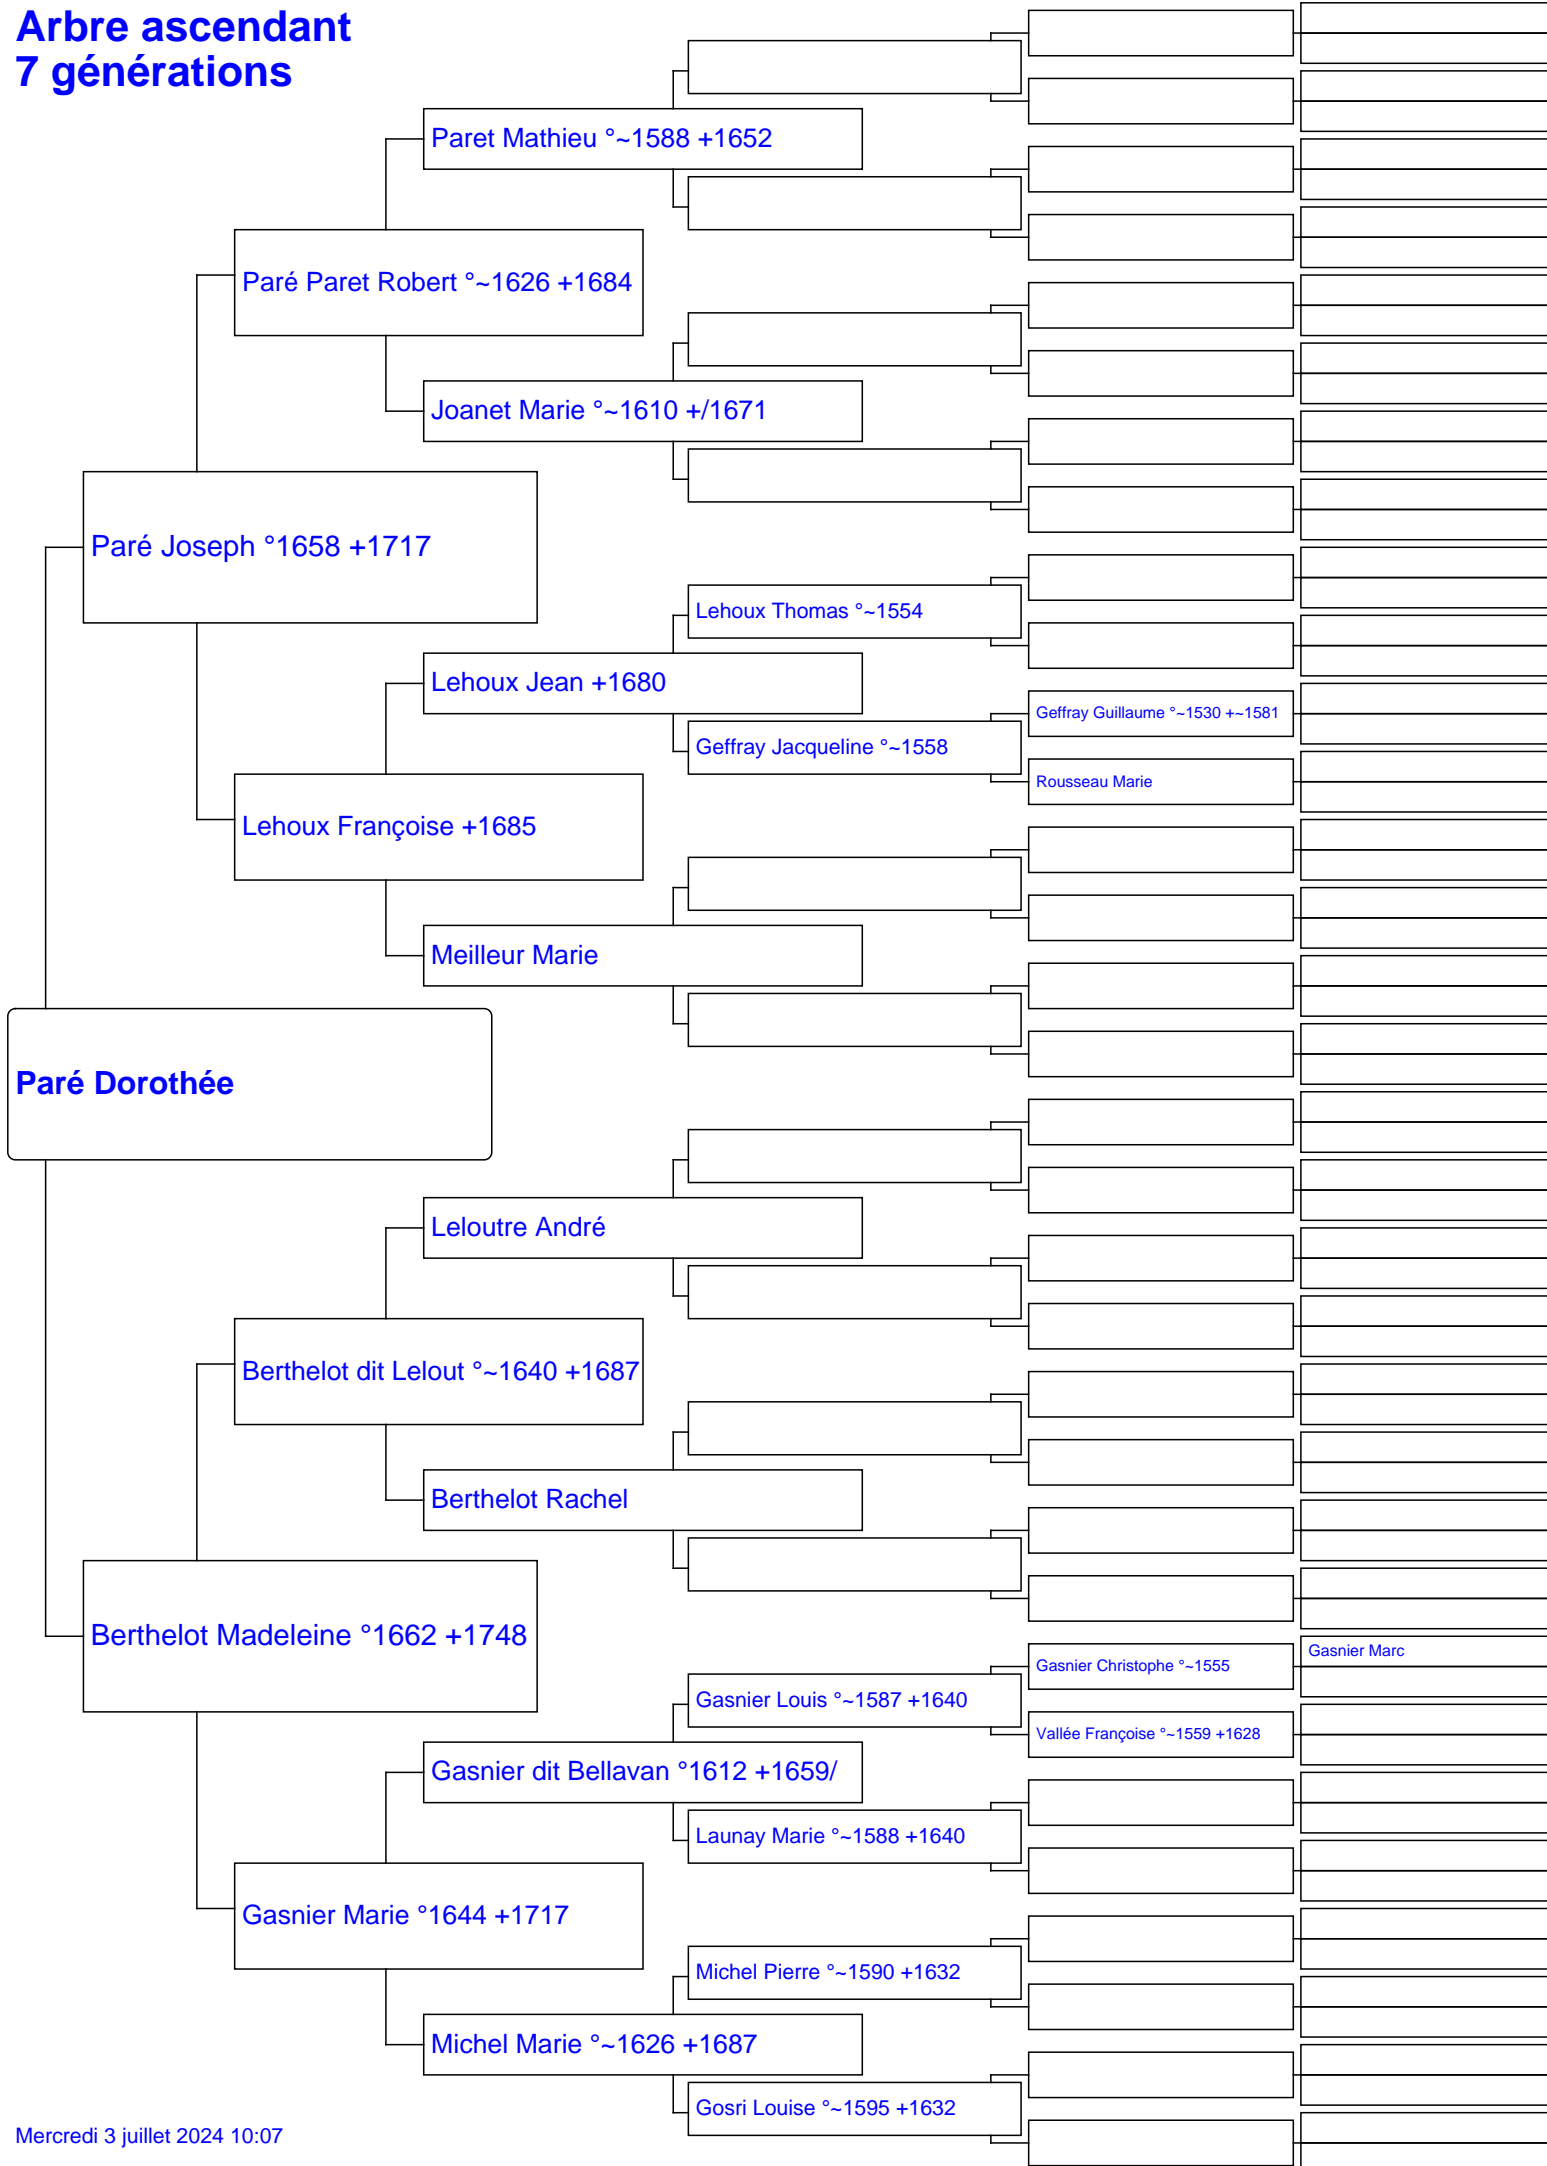 Arbre ascendant
7 générations
Paret Mathieu °~1588 +1652
Paré Paret Robert °~1626 +1684
Joanet Marie °~1610 +/1671
Paré Joseph °1658 +1717
Lehoux Thomas °~1554
Lehoux Jean +1680
Geffray Guillaume °~1530 +~1581
Geffray Jacqueline °~1558
Rousseau Marie
Lehoux Françoise +1685
Meilleur Marie
Paré Dorothée
Leloutre André
Berthelot dit Lelout °~1640 +1687
Berthelot Rachel
Berthelot Madeleine °1662 +1748
Gasnier Marc
Gasnier Christophe °~1555
Gasnier Louis °~1587 +1640
Vallée Françoise °~1559 +1628
Gasnier dit Bellavan °1612 +1659/
Launay Marie °~1588 +1640
Gasnier Marie °1644 +1717
Michel Pierre °~1590 +1632
Michel Marie °~1626 +1687
Gosri Louise °~1595 +1632
Mercredi 3 juillet 2024 10:07